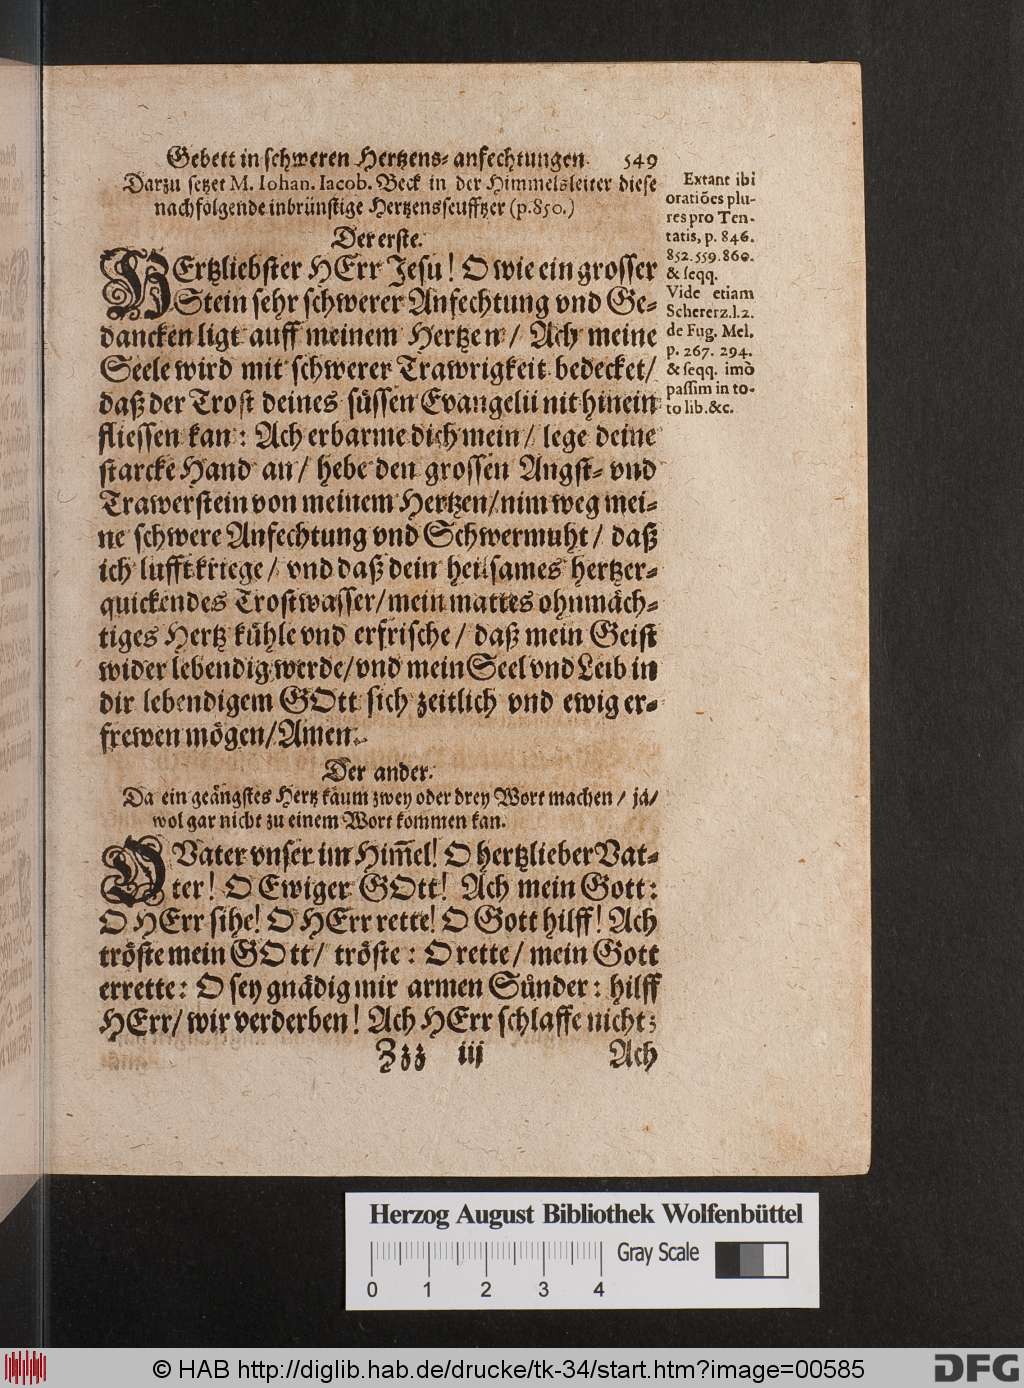 Gebett in schweren Hertzens-anfechtungen. 549
Darzu setzet M. Iohan. Iacob. Beck in der Himmelsleiter diese
nachfolgende inbrünstige Hertzensseufftzer (p.850.)
Der erste.
HErtzliebster HErr Jesu! O wie ein grosser
Stein sehr schwerer Anfechtung vnd Ge-
dancken ligt auff meinem Hertzen/ Ach meine
Seele wird mit schwerer Trawrigkeit bedecket/
daß der Trost deines süssen Evangelii nit hinein
fliessen kan: Ach erbarme dich mein/ lege deine
starcke Hand an/ hebe den grossen Angst- vnd
Trawerstein von meinem Hertzen/ nim weg mei-
ne schwere Anfechtung vnd Schwermuht/ daß
ich lufft kriege/ vnd daß dein heilsames hertzer-
quickendes Trostwasser/ mein mattes ohnmäch-
tiges Hertz kühle vnd erfrische/ daß mein Geist
wider lebendig werde/ vnd mein Seel vnd Leib in
dir lebendigem GOtt sich zeitlich vnd ewig er-
frewen mögen/ Amen.
Der ander.
Da ein geängstes Hertz kaum zwey oder drey Wort machen/ ja/
wol gar nicht zu einem Wort kommen kan.
O Vater vnser im Him̅el! O hertzlieber Vat-
ter! O Ewiger GOtt! Ach mein Gott:
O HErr sihe! O HErr rette! O Gott hilff! Ach
tröste mein GOtt/ tröste: O rette/ mein Gott
errette: O sey gnädig mir armen Sünder: hilff
HErr/ wir verderben! Ach HErr schlaffe nicht:
Zzz iij Ach
Extant ibi
oratiões plu-
res pro Ten-
tatis, p. 846.
852. 559. 860.
& seqq.
Vide etiam
Schererz. l. 2.
de Fug. Mel.
p. 267. 294.
& seqq. imò
passim in to-
to lib. &c.
Herzog August Bibliothek Wolfenbüttel
0 1 2 3 4 Gray Scale
© HAB http://diglib.hab.de/drucke/tk-34/start.htm?image=00585
DFG